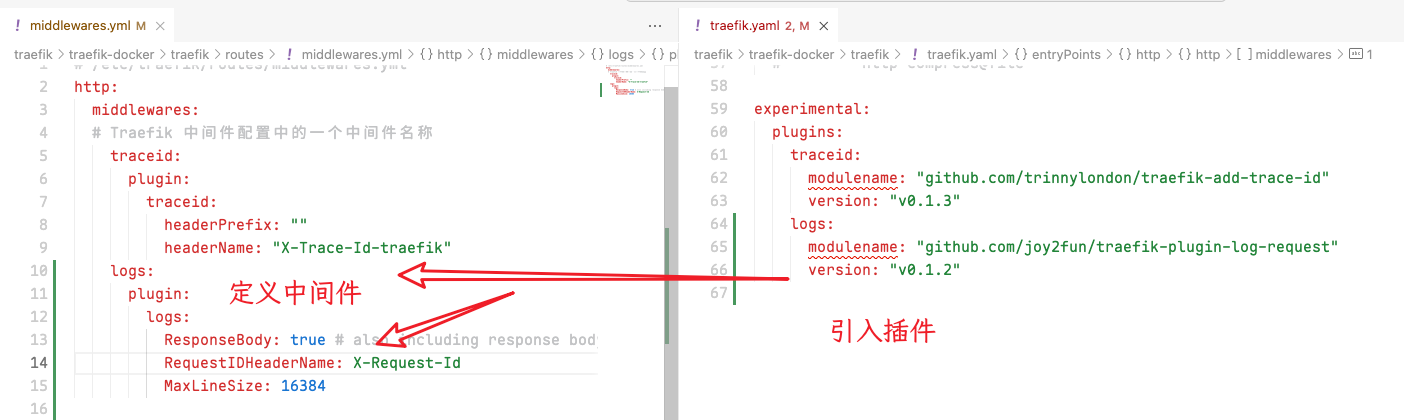 middlewares.yml M
traefik > traefik-docker > traefik > routes > ! middlewares.yml > {} http > {} middlewares > {} logs > {} p
1 # /etc/traefik/routes/middlewares.yml
2 http:
3 middlewares:
4 # Traefik 中间件配置中的一个中间件名称
5 traceid:
6 plugin:
7 traceid:
8 headerPrefix: ""
9 headerName: "X-Trace-Id-traefik"
10 logs:
11 plugin:
12 logs:
13 ResponseBody: true # also including response body
14 RequestIDHeaderName: X-Request-Id
15 MaxLineSize: 16384
16
定义中间件
traefik.yaml 2, M
traefik > traefik-docker > traefik > ! traefik.yaml > {} entryPoints > {} http > {} http > [ ] middlewares > abc 1
57 # - http-compress@file
58
59 experimental:
60 plugins:
61 traceid:
62 modulename: "github.com/trinnylondon/traefik-add-trace-id"
63 version: "v0.1.3"
64 logs:
65 modulename: "github.com/joy2fun/traefik-plugin-log-request"
66 version: "v0.1.2"
67
引入插件